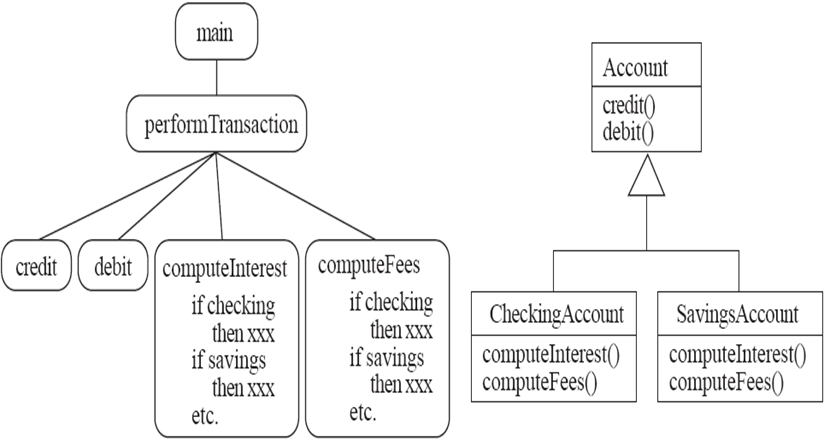 main
performTransaction
credit
debit
computeInterest
if checking
then xxx
if savings
then xxx
etc.
computeFees
if checking
then xxx
if savings
then xxx
etc.
Account
credit()
debit()
CheckingAccount
computeInterest()
computeFees()
SavingsAccount
computeInterest()
computeFees()